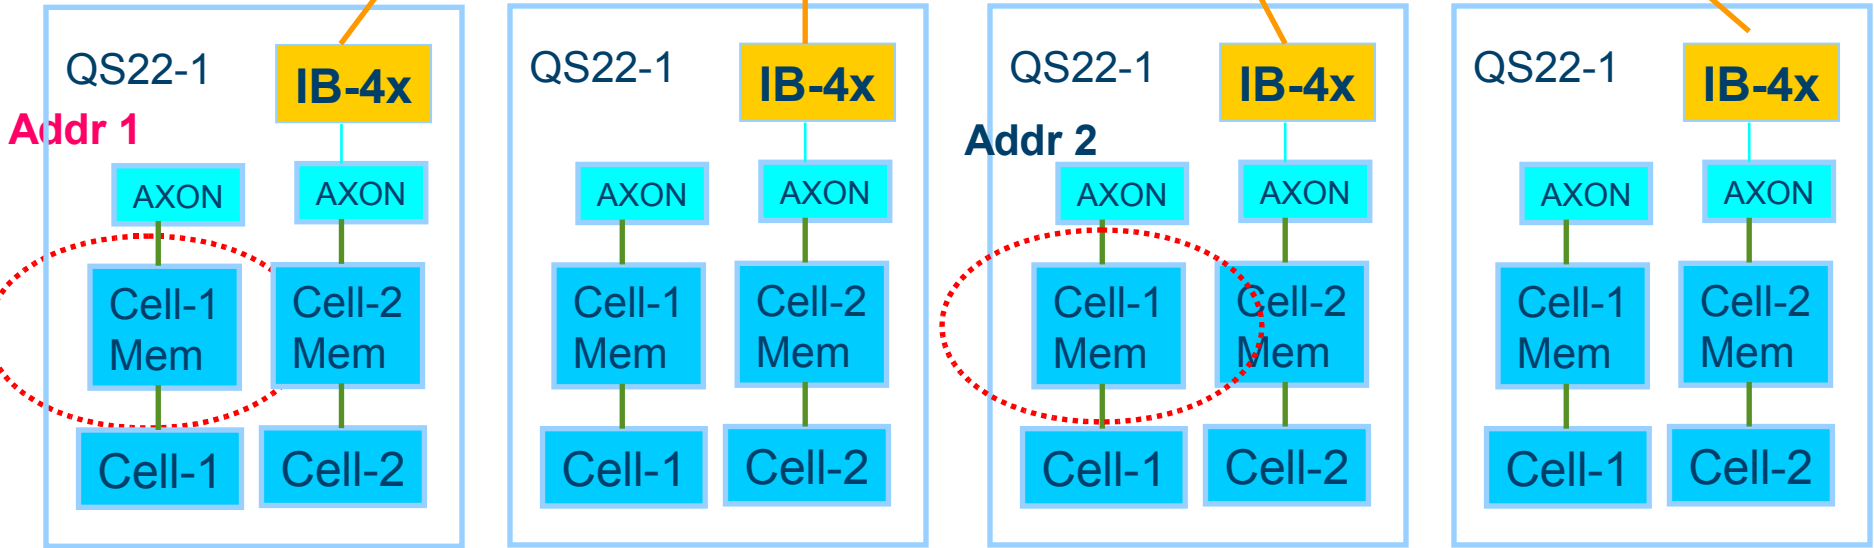 QS22-1
IB-4x
Addr 1
AXON
AXON
Cell-1
Mem
Cell-2
Mem
Cell-1
Cell-2
QS22-1
IB-4x
AXON
AXON
Cell-1
Mem
Cell-2
Mem
Cell-1
Cell-2
QS22-1
IB-4x
Addr 2
AXON
AXON
Cell-1
Mem
Cell-2
Mem
Cell-1
Cell-2
QS22-1
IB-4x
AXON
AXON
Cell-1
Mem
Cell-2
Mem
Cell-1
Cell-2